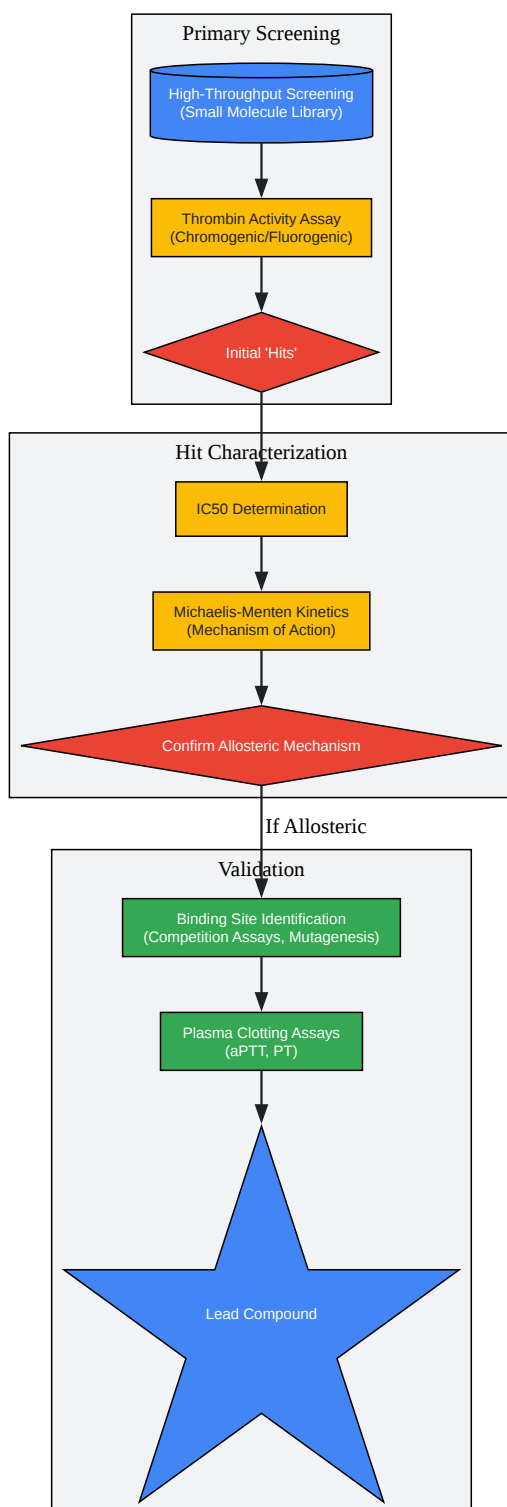 Primary Screening
High-Throughput Screening
(Small Molecule Library)
Thrombin Activity Assay
(Chromogenic/Fluorogenic)
Initial 'Hits'
Hit Characterization
IC50 Determination
Michaelis-Menten Kinetics
(Mechanism of Action)
Confirm Allosteric Mechanism
If Allosteric
Validation
Binding Site Identification
(Competition Assays, Mutagenesis)
Plasma Clotting Assays
(aPTT, PT)
Lead Compound